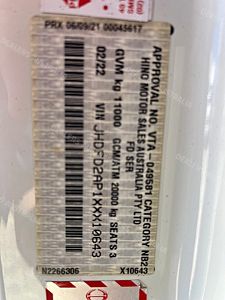 PRX 06/09/21 00045617
APPROVAL No. VTA - 049581 CATEGORY NB2
HINO MOTOR SALES AUSTRALIA PTY LTD
FD SER
GVM kg 11000 GCM/ATM 20000 kg SEATS 3
02/22
VIN JHDFD2AP1XXX10643
N2266306 X10643